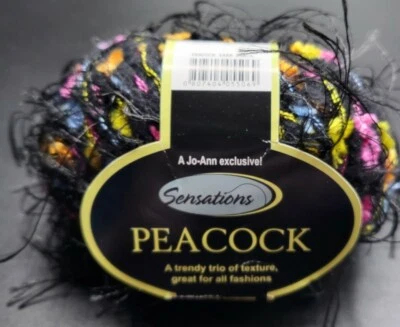 A Jo-Ann exclusive!
Sensations
PEACOCK
A trendy trio of texture,
great for all fashions